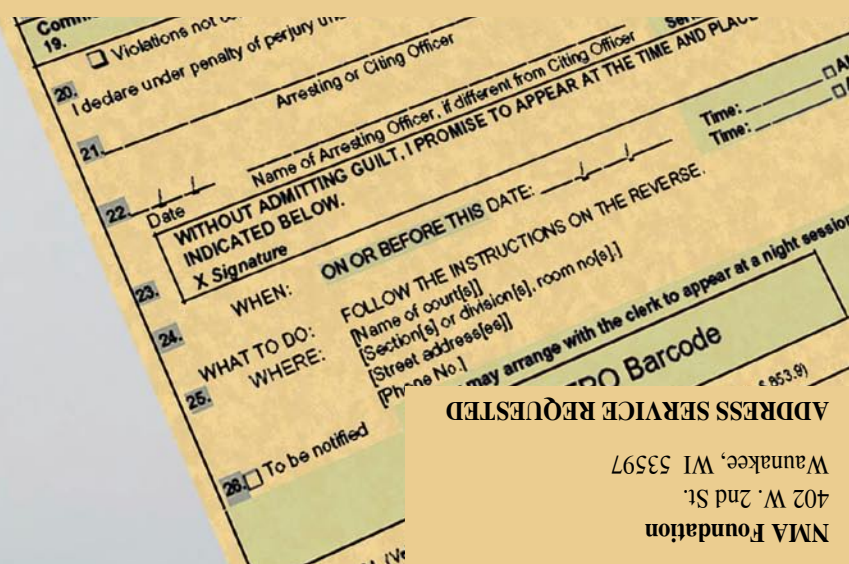 19.
Violations not
20.
I declare under penalty of perjury
Arresting or Citing Officer
21.
Name of Arresting Officer, if different from Citing Officer
22.
Date
WITHOUT ADMITTING GUILT, I PROMISE TO APPEAR AT THE TIME AND
INDICATED BELOW.
X Signature
23.
WHEN: ON OR BEFORE THIS DATE:
Time:
Time:
24.
WHAT TO DO: FOLLOW THE INSTRUCTIONS ON THE REVERSE.
WHERE: [Name of court[s]]
25.
[Section[s] or division[s], room no[s].]
[Street address[es]]
[Phone No.]
may arrange with the clerk to appear at a night session
26.
To be notified
Barcode
853.9)
NMA Foundation
402 W. 2nd St.
Waunakee, WI 53597
ADDRESS SERVICE REQUESTED